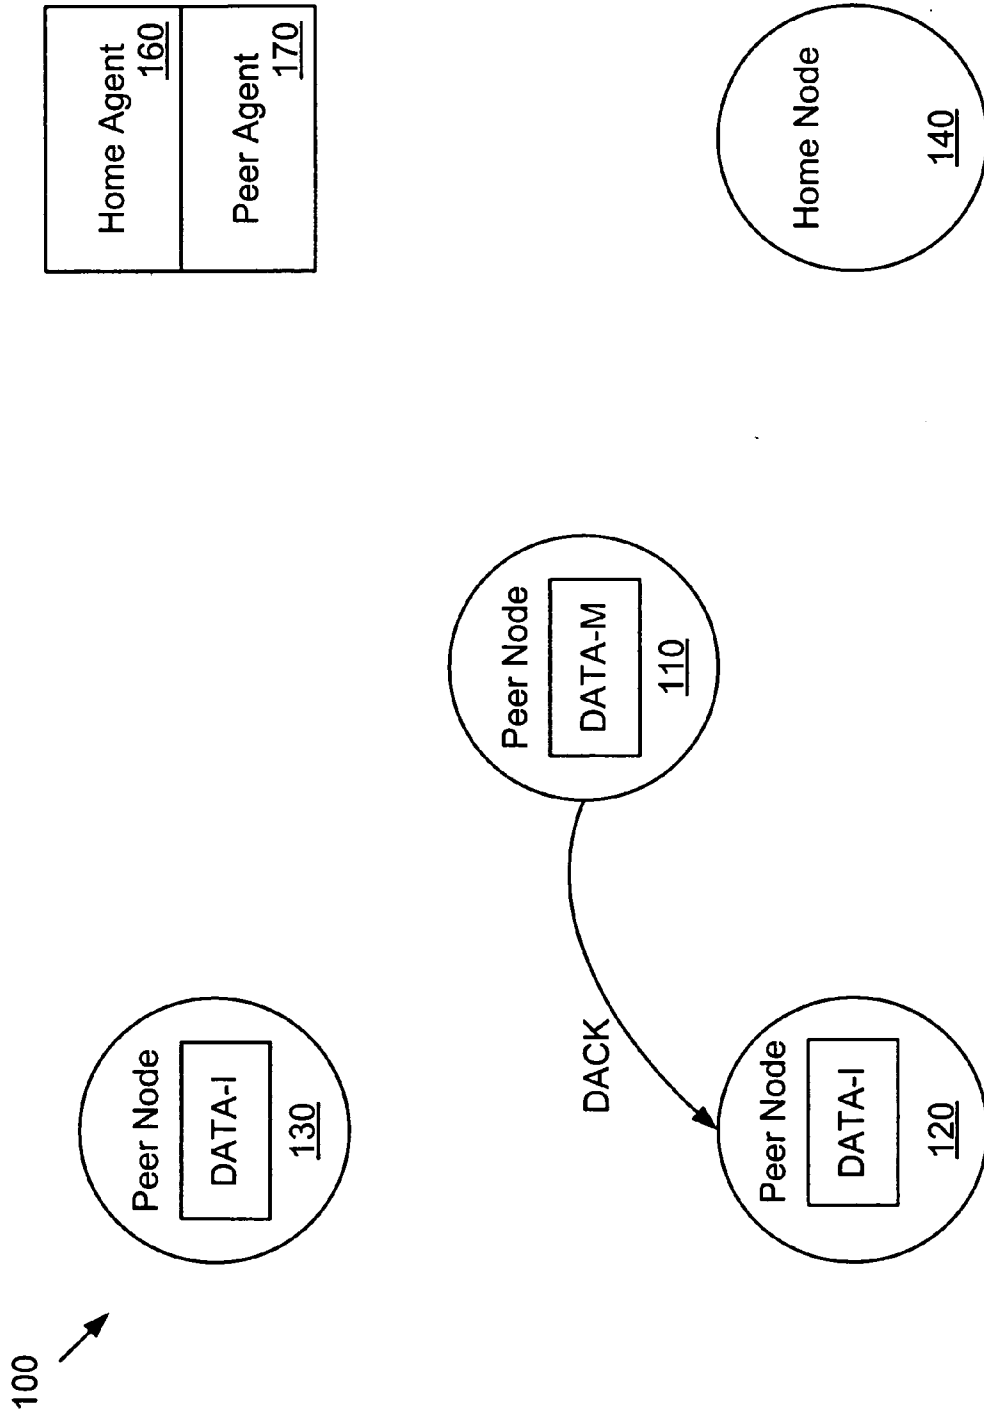 100
Peer Node
DATA-I
130
Home Agent
160
Peer Agent
170
Peer Node
DATA-M
110
DACK
Peer Node
DATA-I
120
Home Node
140